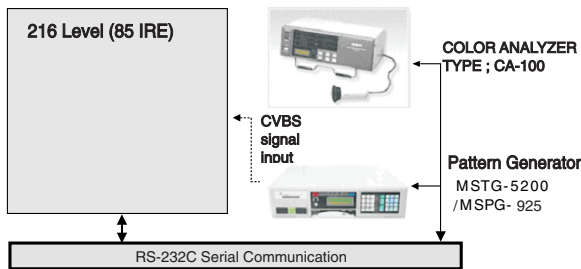 216 Level (85 IRE)
COLOR ANALYZER
TYPE ; CA-100
CVBS
signal
input
Pattern Generator
MSTG-5200
/MSPG- 925
RS-232C Serial Communication